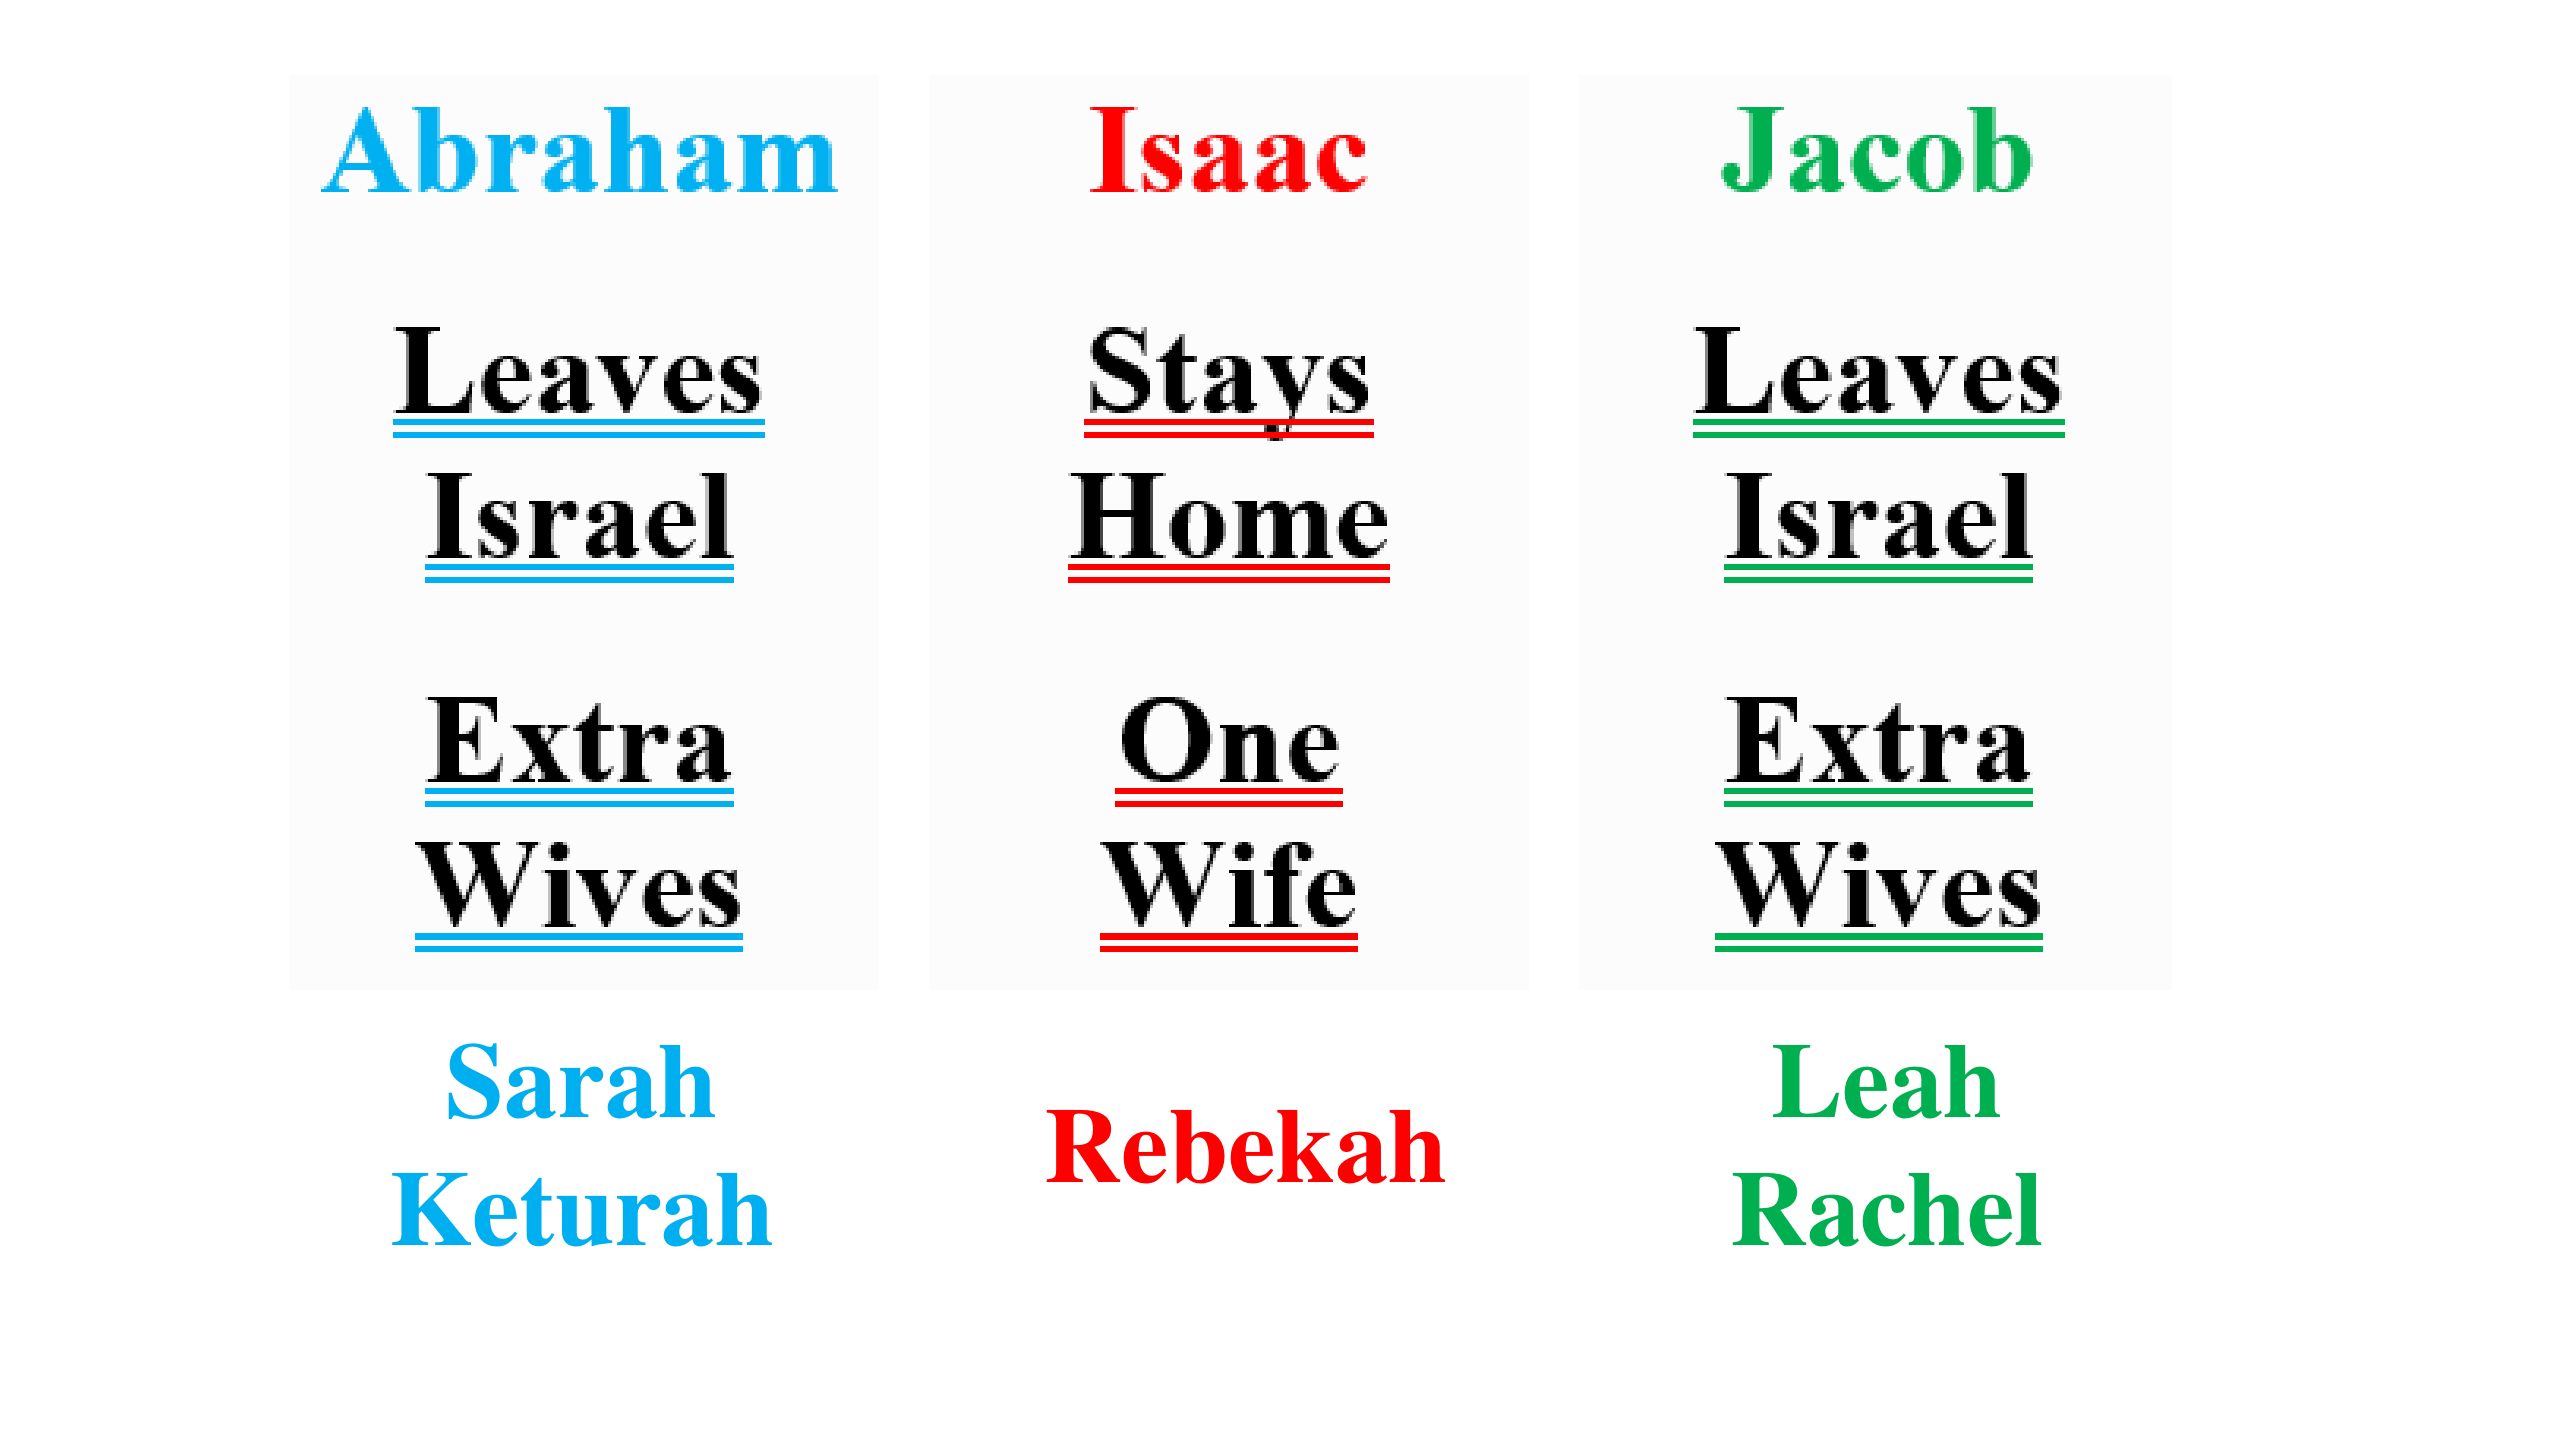 Abraham
Leaves
Israel
Extra
Wives
Sarah
Keturah
Isaac
Stays
Home
One
Wife
Rebekah
Jacob
Leaves
Israel
Extra
Wives
Leah
Rachel